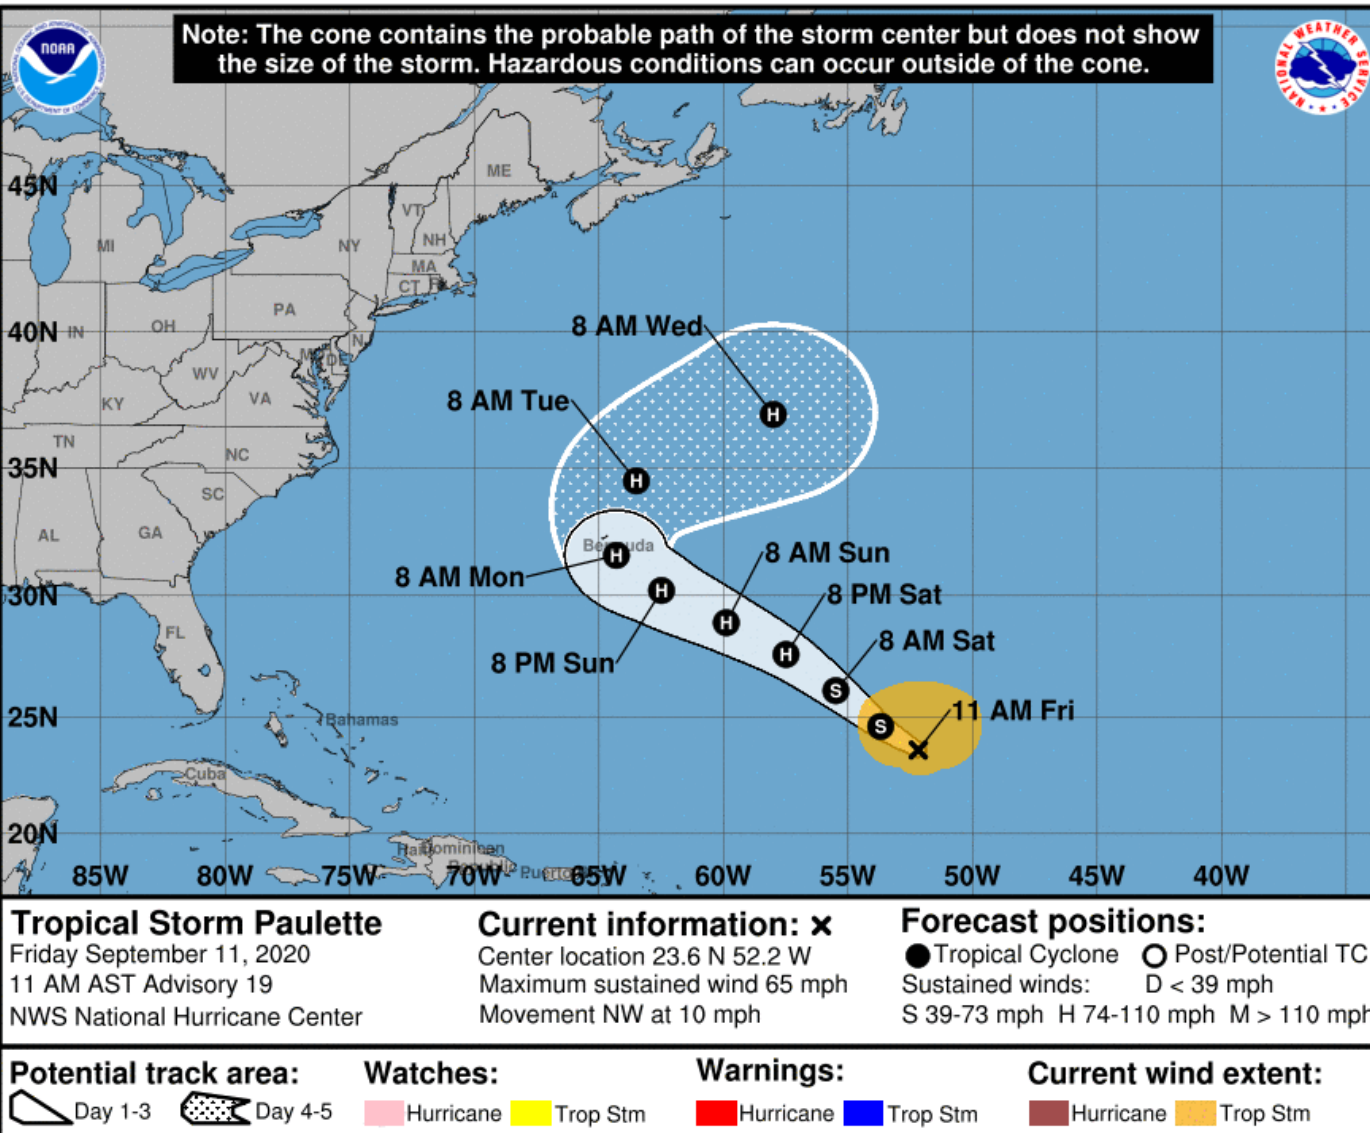 Note: The cone contains the probable path of the storm center but does not show
the size of the storm. Hazardous conditions can occur outside of the cone.
NOAA
NATIONAL WEATHER SERVICE
ME
45N
VT
MI
NY
NH
MA
CT
PA
8 AM Wed
40N
IN
OH
WV
8 AM Tue
KY
VA
H
TN
NC
35N
H
SC
AL
GA
Bermuda
8 AM Sun
H
8 AM Mon
H
30N
8 PM Sat
H
FL
8 AM Sat
H
8 PM Sun
S
25N
Bahamas
11 AM Fri
S
Cuba
20N
Haiti
Dominican
Republic
Puerto
85W 80W 75W 70W 65W 60W 55W 50W 45W 40W
Tropical Storm Paulette
Friday September 11, 2020
11 AM AST Advisory 19
NWS National Hurricane Center
Current information: ×
Center location 23.6 N 52.2 W
Maximum sustained wind 65 mph
Movement NW at 10 mph
Forecast positions:
Tropical Cyclone Post/Potential TC
Sustained winds: D < 39 mph
S 39-73 mph H 74-110 mph M > 110 mph
Potential track area:
Day 1-3 Day 4-5
Watches:
Hurricane Trop Stm
Warnings:
Hurricane Trop Stm
Current wind extent:
Hurricane Trop Stm